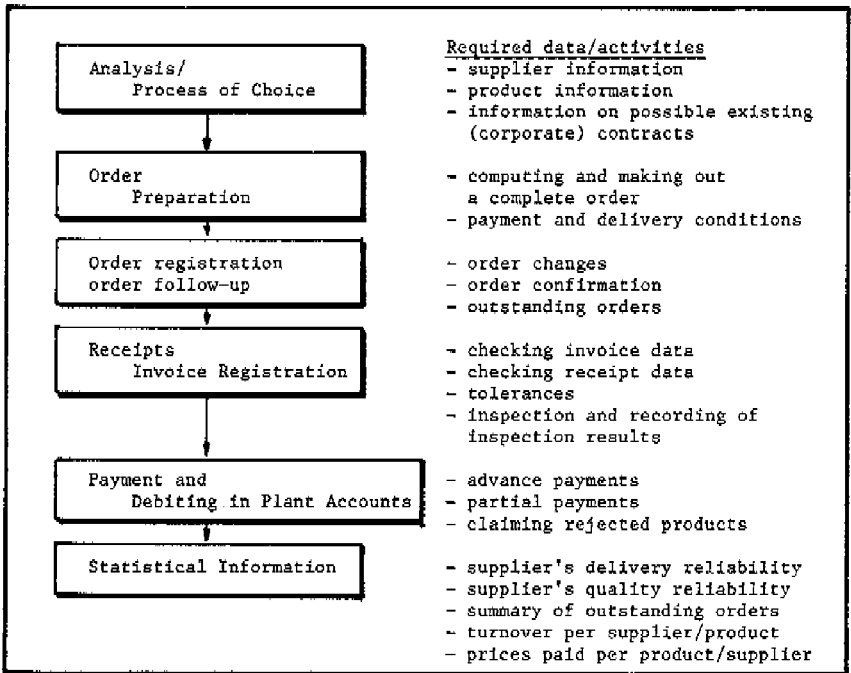 Analysis/
Process of Choice
Required data/activities
- supplier information
- product information
- information on possible existing
(corporate) contracts
Order
Preparation
- computing and making out
a complete order
- payment and delivery conditions
Order registration
order follow-up
- order changes
- order confirmation
- outstanding orders
Receipts
Invoice Registration
- checking invoice data
- checking receipt data
- tolerances
- inspection and recording of
inspection results
Payment and
Debiting in Plant Accounts
- advance payments
- partial payments
- claiming rejected products
Statistical Information
- supplier's delivery reliability
- supplier's quality reliability
- summary of outstanding orders
- turnover per supplier/product
- prices paid per product/supplier